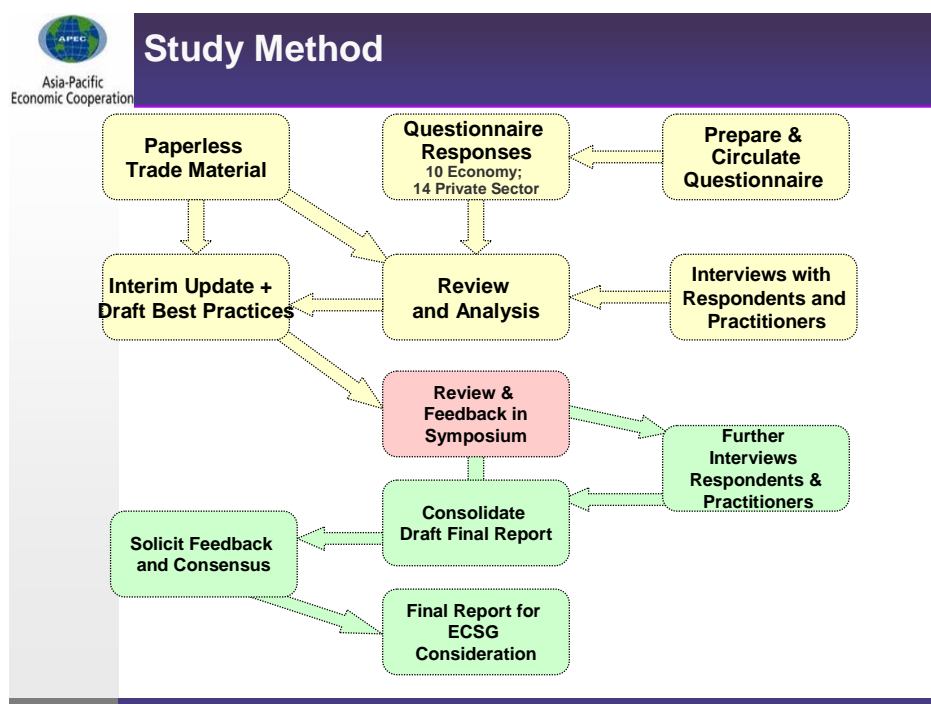 APEC
Asia-Pacific
Economic Cooperation
Study Method
Paperless
Trade Material
Questionnaire
Responses
10 Economy;
14 Private Sector
Prepare &
Circulate
Questionnaire
Interim Update +
Draft Best Practices
Review
and Analysis
Interviews with
Respondents and
Practitioners
Review &
Feedback in
Symposium
Further
Interviews
Respondents &
Practitioners
Consolidate
Draft Final Report
Solicit Feedback
and Consensus
Final Report for
ECSG
Consideration